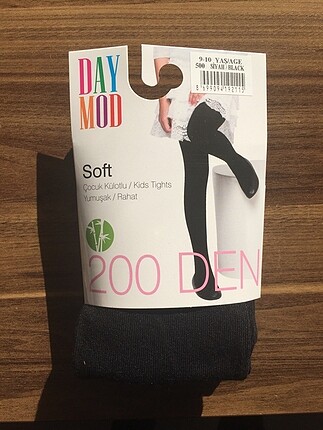 DAY
MOD
9-10 YAŞ/AGE
500 SİYAH/BLACK
8699094192110
Soft
Çocuk Külotlu / Kids Tights
Yumuşak / Rahat
200 DEN